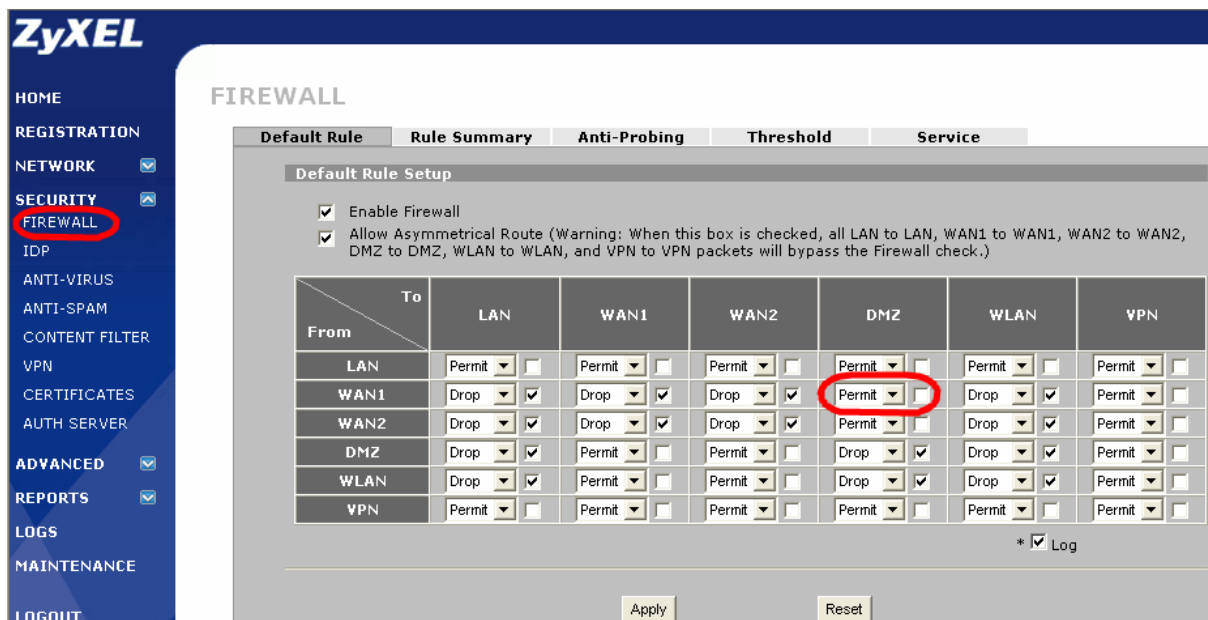 ZyXEL
HOME
REGISTRATION
NETWORK
SECURITY
FIREWALL
IDP
ANTI-VIRUS
ANTI-SPAM
CONTENT FILTER
VPN
CERTIFICATES
AUTH SERVER
ADVANCED
REPORTS
LOGS
MAINTENANCE
LOGOUT
FIREWALL
Default Rule Rule Summary Anti-Probing Threshold Service
Default Rule Setup
Enable Firewall
Allow Asymmetrical Route (Warning: When this box is checked, all LAN to LAN, WAN1 to WAN1, WAN2 to WAN2,
DMZ to DMZ, WLAN to WLAN, and VPN to VPN packets will bypass the Firewall check.)
To
From LAN WAN1 WAN2 DMZ WLAN VPN
LAN Permit Permit Permit Permit Permit Permit
WAN1 Drop Drop Drop Permit Drop Permit
WAN2 Drop Drop Drop Permit Drop Permit
DMZ Drop Permit Permit Drop Drop Permit
WLAN Drop Permit Permit Drop Drop Permit
VPN Permit Permit Permit Permit Permit Permit
* Log
Apply Reset